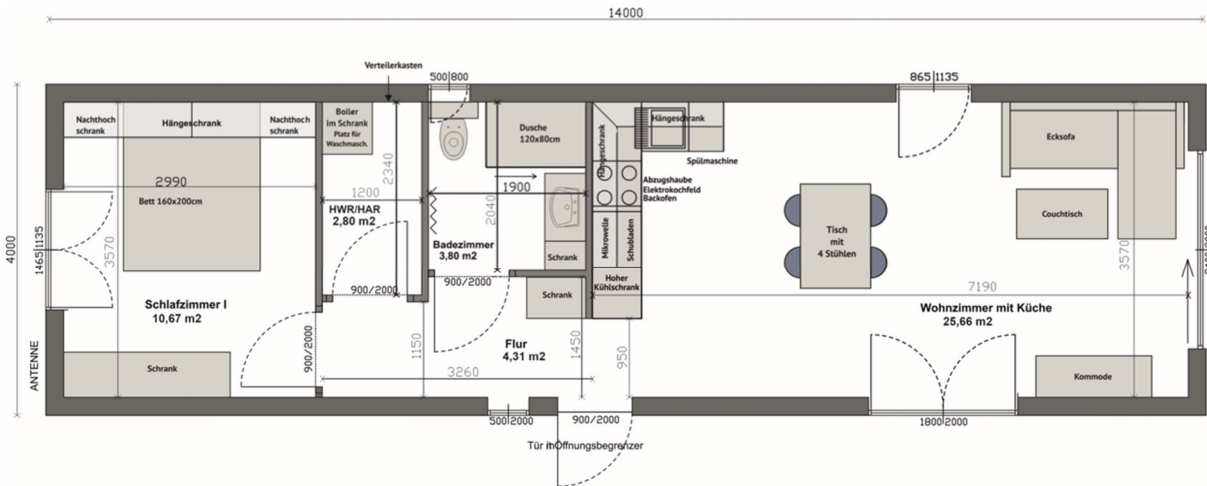 14000
Verteilerkasten
500|800
865|1135
Nachthoch
schrank
Hängeschrank
Nachthoch
schrank
Boiler
im Schrank
Platz für
Waschmasch.
Dusche
120x80cm
Hängeschrank
Hängeschrank
Spülmaschine
Ecksofa
2990
Bett 160x200cm
2340
1200
HWR/HAR
2,80 m2
1900
2040
Abzugshaube
Elektrokochfeld
Backofen
Couchtisch
4000
1465|1135
3570
Badezimmer
3,80 m2
Schrank
Mikrowelle
Schubladen
Tisch
mit
4 Stühlen
3570
900/2000
900/2000
Hoher
Kühlschrank
7190
Schlafzimmer I
10,67 m2
Schrank
Wohnzimmer mit Küche
25,66 m2
900/2000
1150
Flur
4,31 m2
1450
950
ANTENNE
Schrank
3260
Kommode
500|2000
900/2000
1800|2000
Tür itnÖffnungsbegrenzer